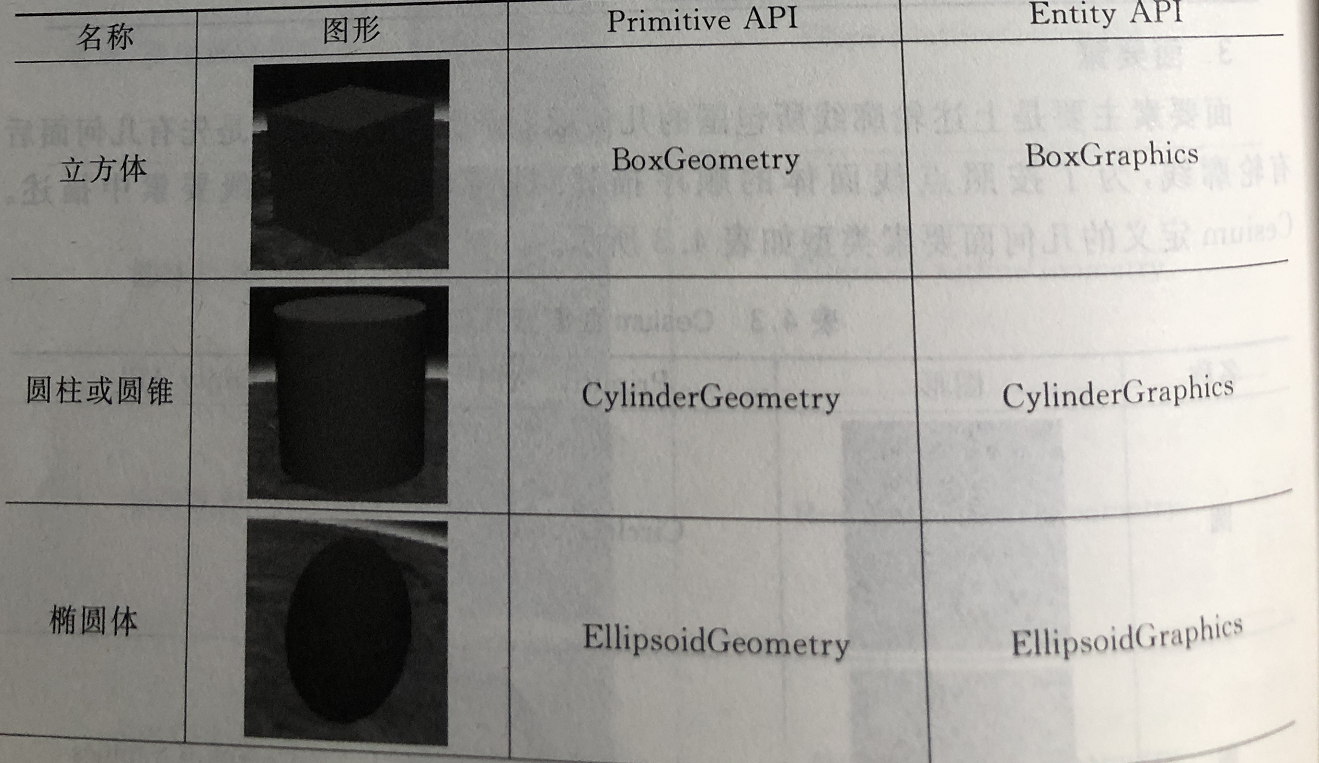 名称 图形 Primitive API Entity API
立方体 BoxGeometry BoxGraphics
圆柱或圆锥 CylinderGeometry CylinderGraphics
椭圆体 EllipsoidGeometry EllipsoidGraphics